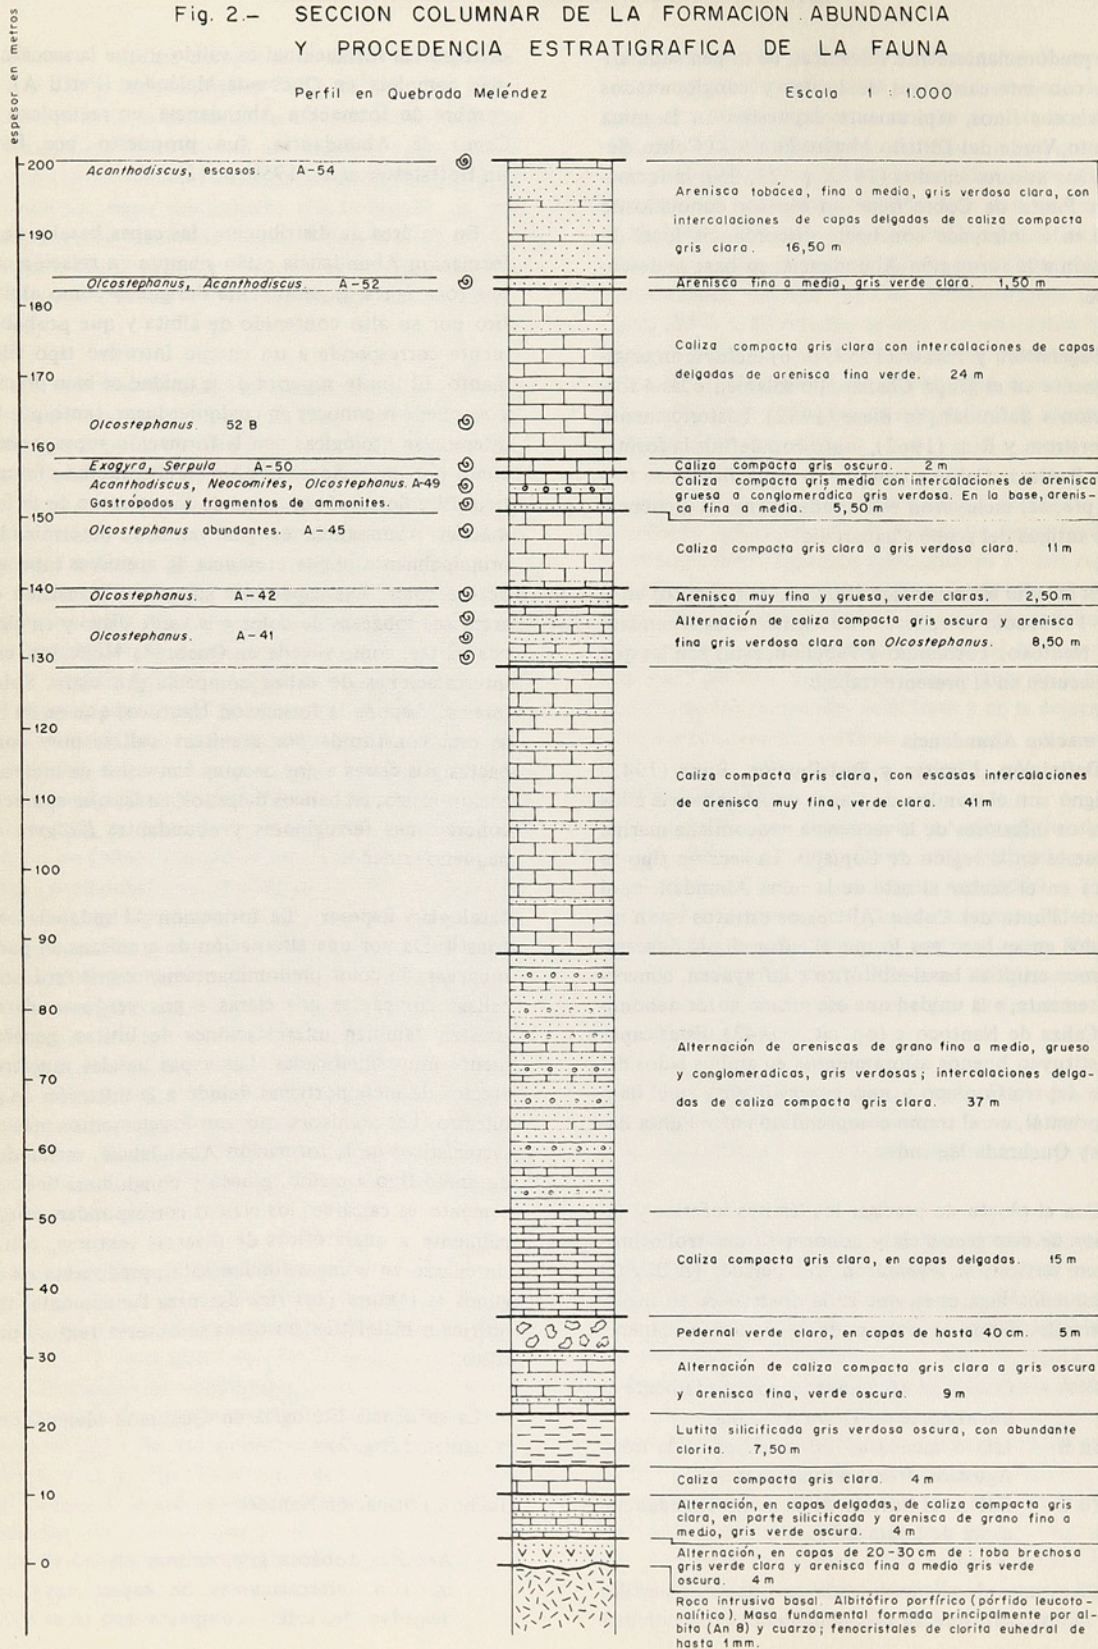 Fig. 2.- SECCION COLUMNAR DE LA FORMACION ABUNDANCIA
Y PROCEDENCIA ESTRATIGRAFICA DE LA FAUNA
Perfil en Quebrada Meléndez
Escala 1 : 1.000
espesor en metros
200
190
180
170
160
150
140
130
120
110
100
90
80
70
60
50
40
30
20
10
0
Acanthodiscus, escasos. A-54
Olcostephanus, Acanthodiscus. A-52
Olcostephanus. 52 B
Exogyra, Serpula A-50
Acanthodiscus, Neocomites, Olcostephanus. A-49
Gastrópodos y fragmentos de ammonites.
Olcostephanus abundantes. A-45
Olcostephanus. A-42
Olcostephanus. A-41
Arenisca tobácea, fina a media, gris verdosa clara, con
intercalaciones de capas delgadas de caliza compacta
gris clara. 16,50 m
Arenisca fina a media, gris verde clara. 1,50 m
Caliza compacta gris clara con intercalaciones de capas
delgadas de arenisca fina verde. 24 m
Caliza compacta gris oscura. 2 m
Caliza compacta gris media con intercalaciones de arenisca
gruesa a conglomerádica gris verdosa. En la base, arenis-
ca fina a media. 5,50 m
Caliza compacta gris clara a gris verdosa clara. 11 m
Arenisca muy fina y gruesa, verde claras. 2,50 m
Alternación de caliza compacta gris oscura y arenisca
fina gris verdosa clara con Olcostephanus. 8,50 m
Caliza compacta gris clara, con escasas intercalaciones
de arenisca muy fina, verde clara. 41 m
Alternación de areniscas de grano fino a medio, grueso
y conglomerádicas, gris verdosas; intercalaciones delga-
das de caliza compacta gris clara. 37 m
Caliza compacta gris clara, en capas delgadas. 15 m
Pedernal verde claro, en capas de hasta 40 cm. 5 m
Alternación de caliza compacta gris clara a gris oscura
y arenisca fina, verde oscura. 9 m
Lutita silicificada gris verdosa oscura, con abundante
clorita. 7,50 m
Caliza compacta gris clara. 4 m
Alternación, en capas delgadas, de caliza compacta gris
clara, en parte silicificada y arenisca de grano fino a
medio, gris verde oscura. 4 m
Alternación, en capas de 20-30 cm de : toba brechosa
gris verde clara y arenisca fina a media gris verde
oscura. 4 m
Roca intrusiva basal. Albitófiro porfírico (pórfido leucoto-
nalítico). Masa fundamental formada principalmente por al-
bita (An 8) y cuarzo; fenocristales de clorita euhedral de
hasta 1 mm.